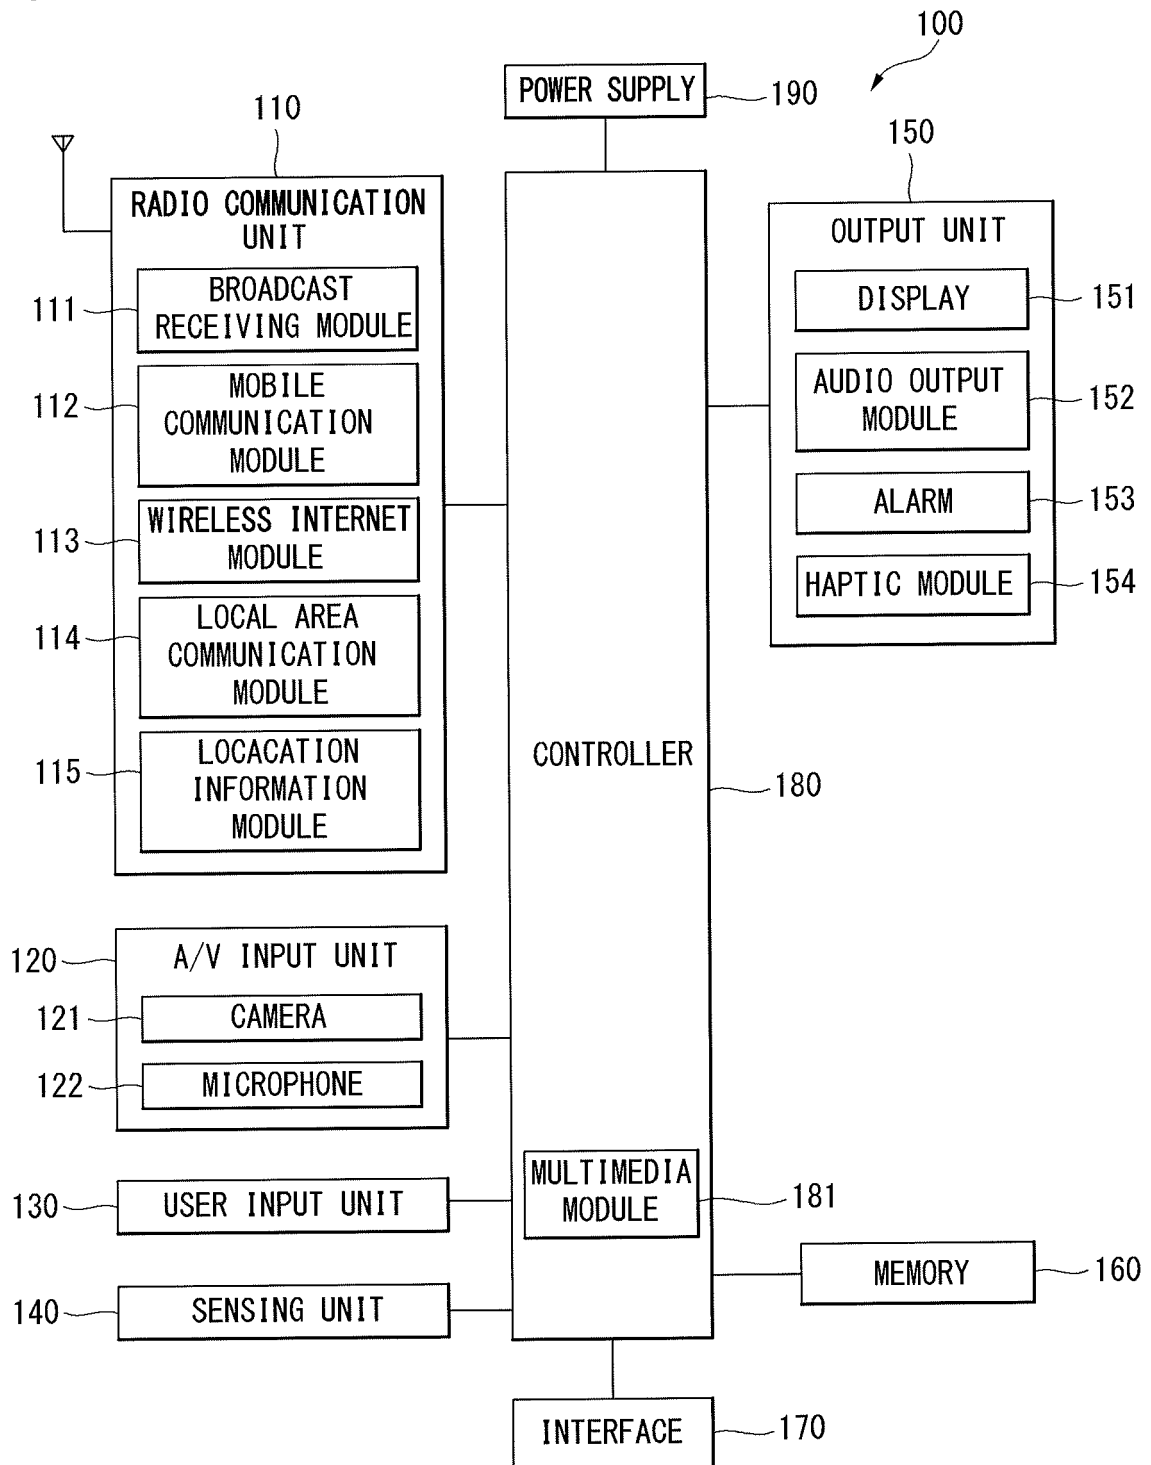 100
POWER SUPPLY
190
110
RADIO COMMUNICATION
UNIT
111
BROADCAST
RECEIVING MODULE
112
MOBILE
COMMUNICATION
MODULE
113
WIRELESS INTERNET
MODULE
114
LOCAL AREA
COMMUNICATION
MODULE
115
LOCACATION
INFORMATION
MODULE
120
A/V INPUT UNIT
121
CAMERA
122
MICROPHONE
130
USER INPUT UNIT
140
SENSING UNIT
CONTROLLER
180
MULTIMEDIA
MODULE
181
150
OUTPUT UNIT
DISPLAY
151
AUDIO OUTPUT
MODULE
152
ALARM
153
HAPTIC MODULE
154
MEMORY
160
INTERFACE
170